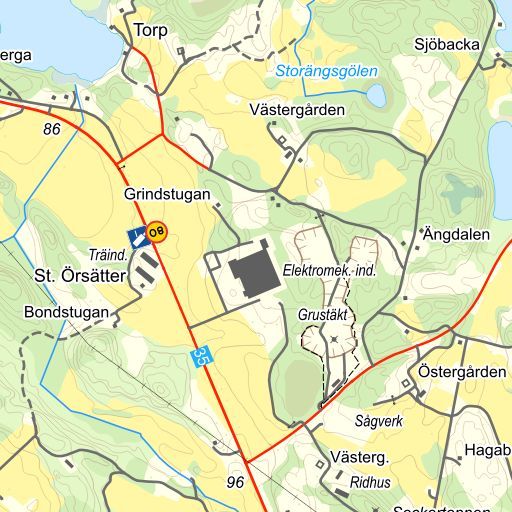 Torp
Sjöbacka
erga
Storängsgölen
Västergården
86
Grindstugan
80
Ängdalen
Träind.
St. Örsätter
Elektromek. ind.
Bondstugan
Grustäkt
35
Östergården
Sågverk
Hagab
Västerg.
96
Ridhus